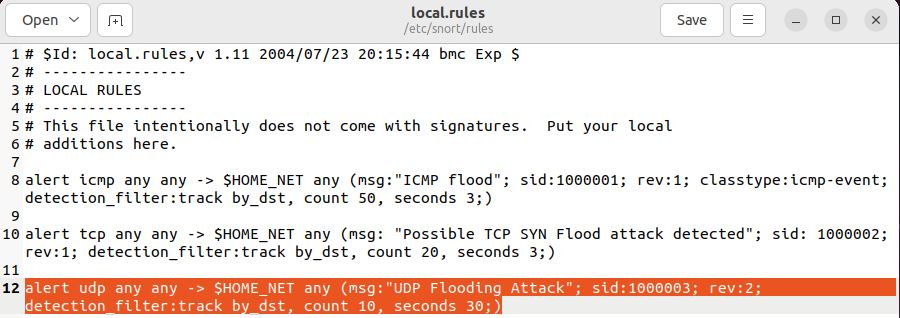 Open
local.rules
/etc/snort/rules
Save
1 # $Id: local.rules,v 1.11 2004/07/23 20:15:44 bmc Exp $
2 # ----------------
3 # LOCAL RULES
4 # ----------------
5 # This file intentionally does not come with signatures.  Put your local
6 # additions here.
7
8 alert icmp any any -> $HOME_NET any (msg:"ICMP flood"; sid:1000001; rev:1; classtype:icmp-event;
detection_filter:track by_dst, count 50, seconds 3;)
9
10 alert tcp any any -> $HOME_NET any (msg: "Possible TCP SYN Flood attack detected"; sid: 1000002;
rev:1; detection_filter:track by_dst, count 20, seconds 3;)
11
12 alert udp any any -> $HOME_NET any (msg:"UDP Flooding Attack"; sid:1000003; rev:2;
detection_filter:track by_dst, count 10, seconds 30;)